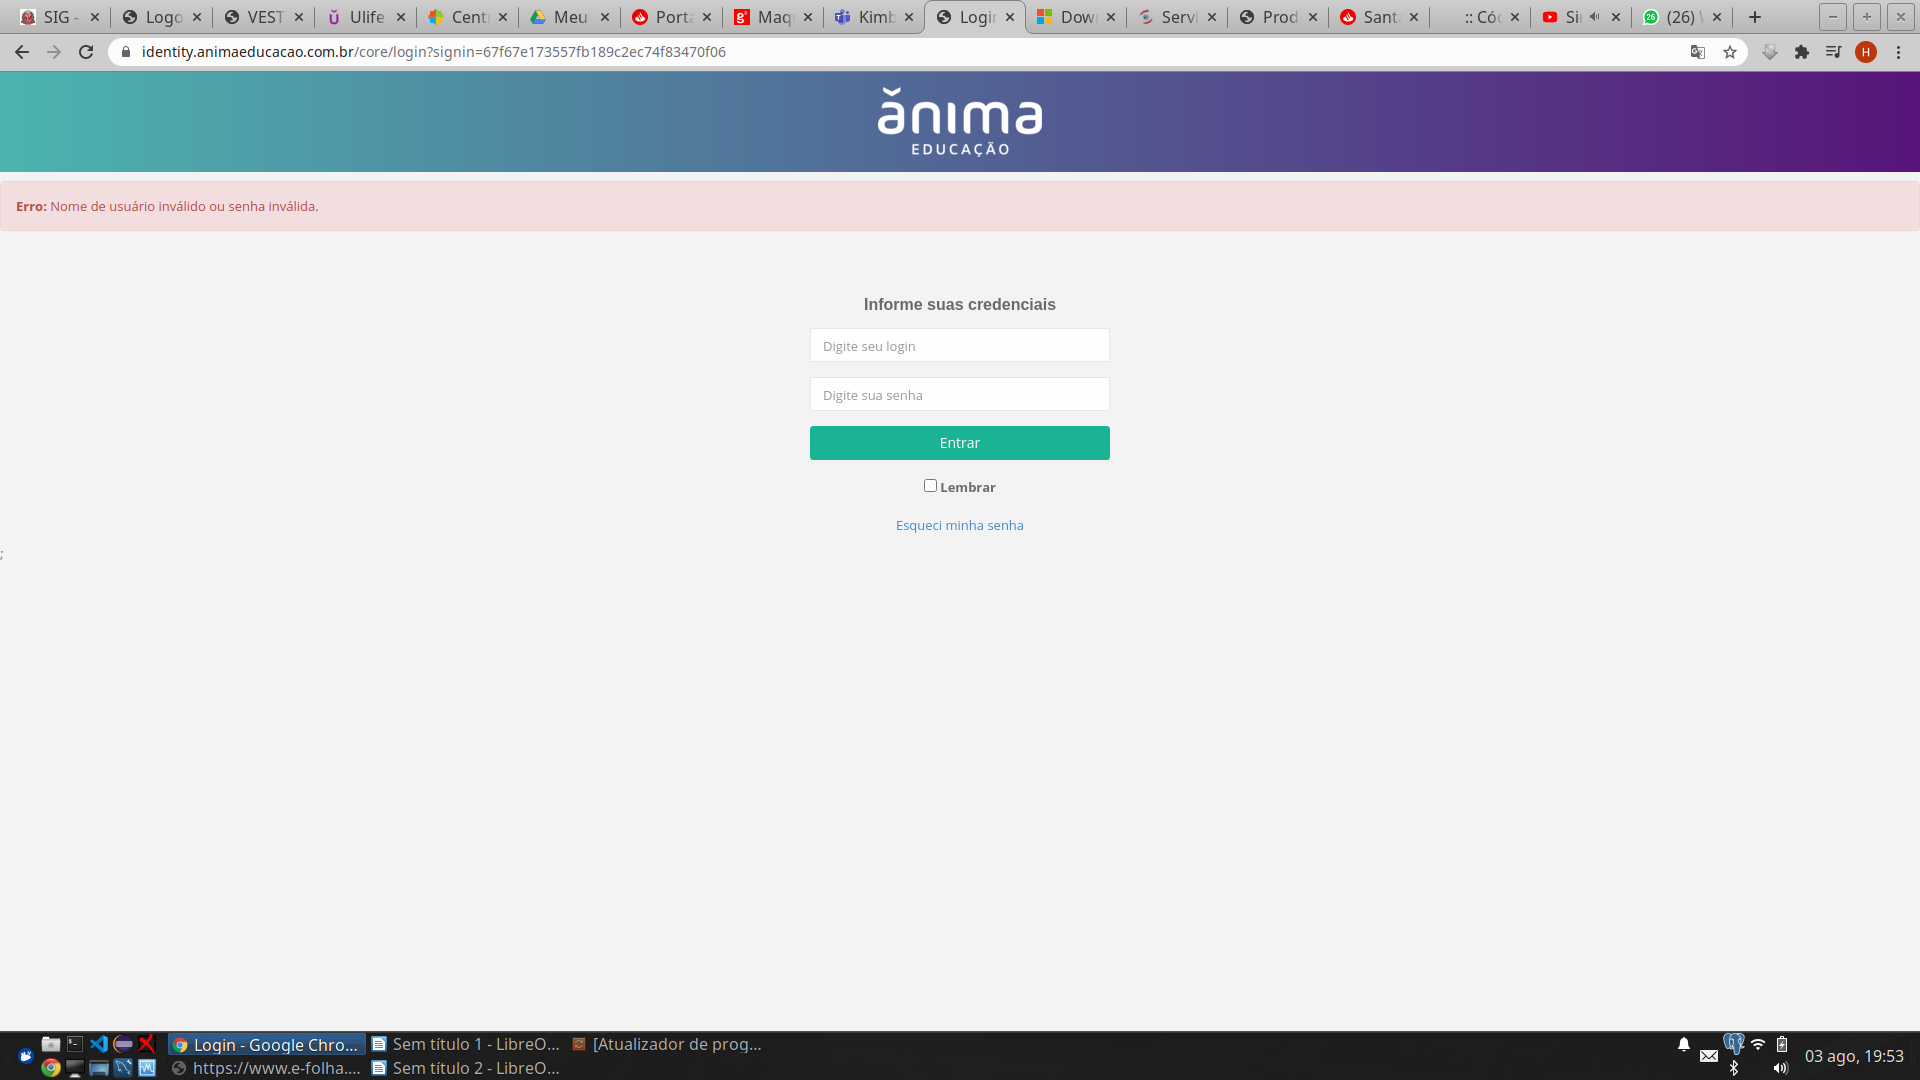 SIG -
Logo
VEST
Ulife
Cent
Meu
Porta
Maq
Kimb
Login
Dow
Servi
Prod
Sant
:: Có
(26)
identity.animaeducacao.com.br/core/login?signin=67f67e173557fb189c2ec74f83470f06
H
ănıma
EDUCAÇÃO
Erro: Nome de usuário inválido ou senha inválida.
Informe suas credenciais
Digite seu login
Digite sua senha
Entrar
Lembrar
Esqueci minha senha
;
Login - Google Chro...
Sem título 1 - LibreO...
[Atualizador de prog...
https://www.e-folha....
Sem título 2 - LibreO...
03 ago, 19:53